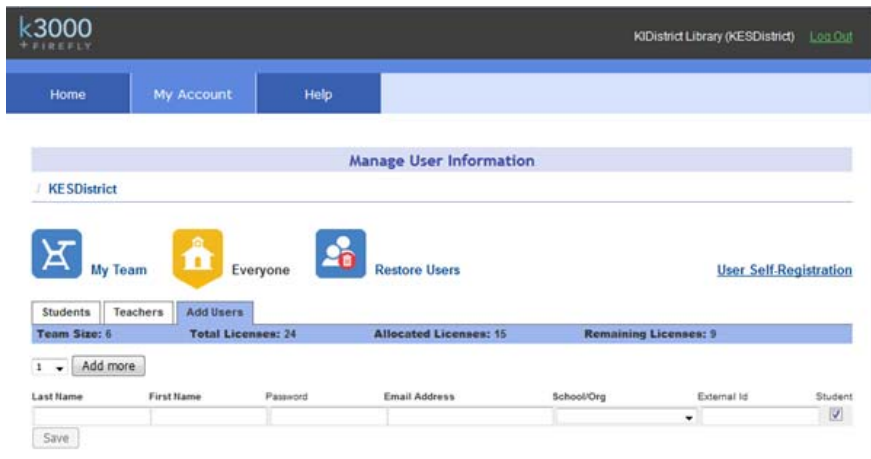 k3000
+ FIREFLY
KIDistrict Library (KESDistrict) Log Out
Home My Account Help
Manage User Information
/ KESDistrict
My Team Everyone Restore Users User Self-Registration
Students Teachers Add Users
Team Size: 6 Total Licenses: 24 Allocated Licenses: 15 Remaining Licenses: 9
1 Add more
Last Name First Name Password Email Address School/Org External Id Student
Save